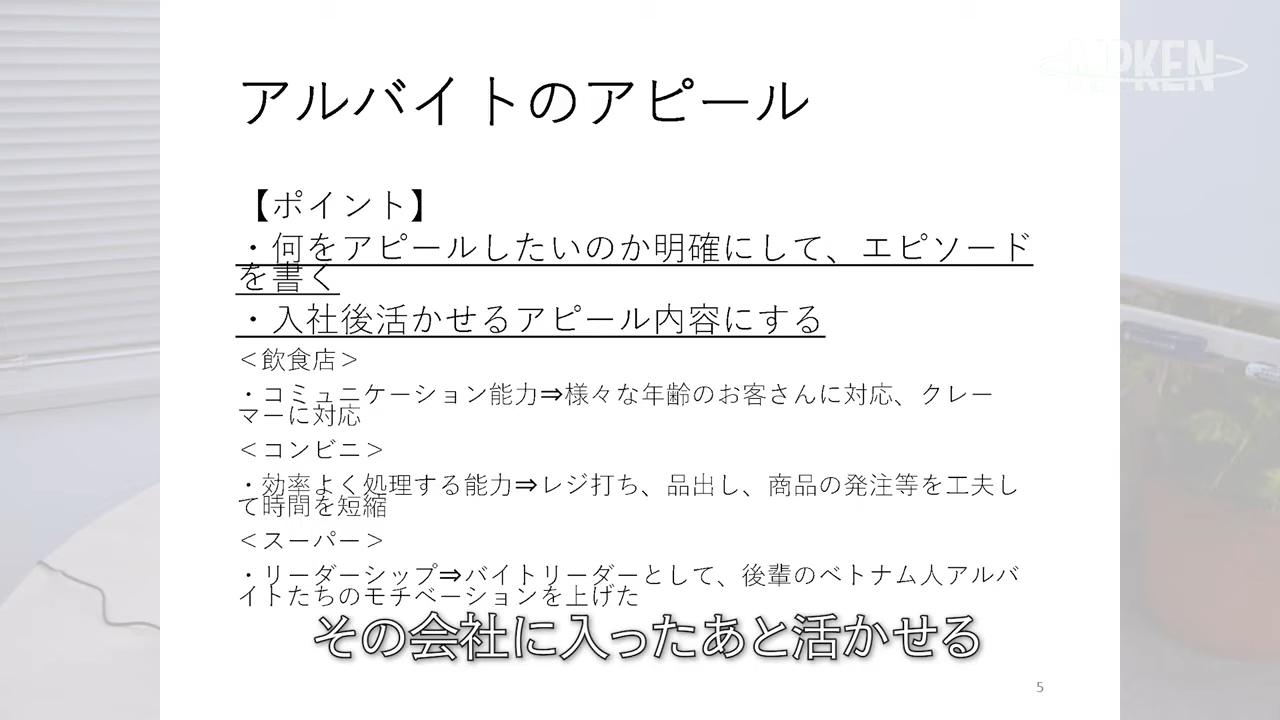 アルバイトのアピール
【ポイント】
・何をアピールしたいのか明確にして、エピソード
を書く
・入社後活かせるアピール内容にする
＜飲食店＞
・コミュニケーション能力⇒様々な年齢のお客さんに対応、クレー
マーに対応
＜コンビニ＞
・効率よく処理する能力⇒レジ打ち、品出し、商品の発注等を工夫し
て時間を短縮
＜スーパー＞
・リーダーシップ⇒バイトリーダーとして、後輩のベトナム人アルバ
イトたちのモチベーションを上げた
その会社に入ったあと活かせる
5